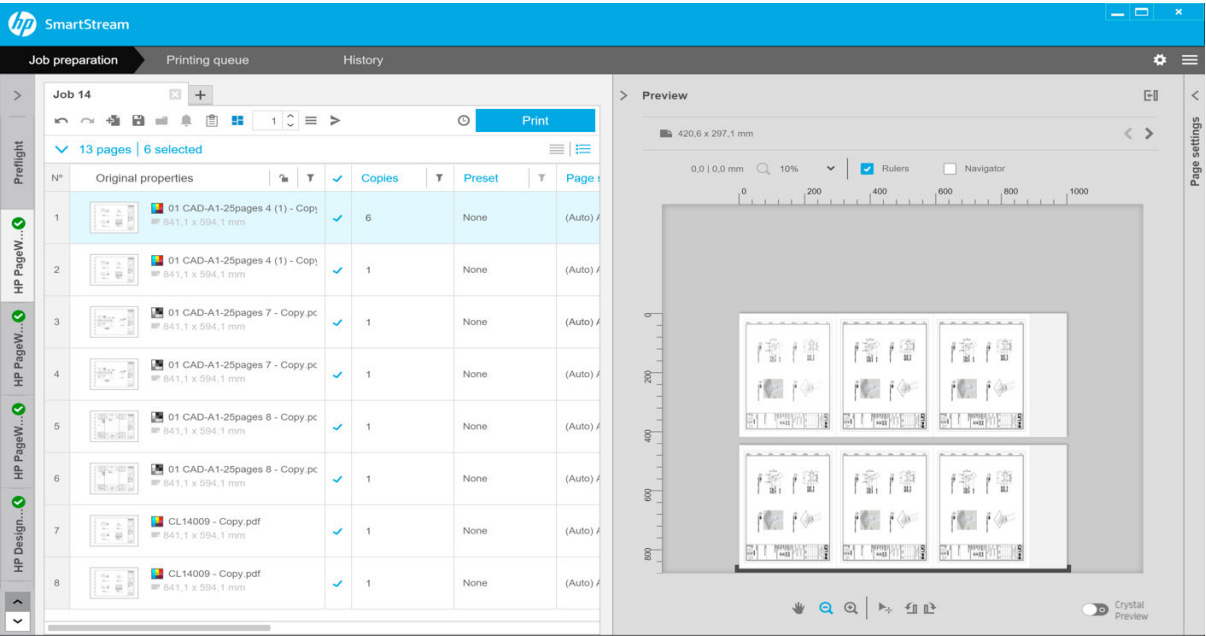 hp SmartStream
Job preparation Printing queue History
Job 14
1 Print
13 pages 6 selected
N° Original properties Copies Preset Page s
1 01 CAD-A1-25pages 4 (1) - Copy 6 None (Auto) A
841,1 x 594,1 mm
2 01 CAD-A1-25pages 4 (1) - Copy 1 None (Auto) A
841,1 x 594,1 mm
3 01 CAD-A1-25pages 7 - Copy.pc 1 None (Auto) A
841,1 x 594,1 mm
4 01 CAD-A1-25pages 7 - Copy.pc 1 None (Auto) A
841,1 x 594,1 mm
5 01 CAD-A1-25pages 8 - Copy.pc 1 None (Auto) A
841,1 x 594,1 mm
6 01 CAD-A1-25pages 8 - Copy.pc 1 None (Auto) A
841,1 x 594,1 mm
7 CL14009 - Copy.pdf 1 None (Auto) A
841,1 x 594,1 mm
8 CL14009 - Copy.pdf 1 None (Auto) A
841,1 x 594,1 mm
Preflight
HP PageW...
HP PageW...
HP PageW...
HP Design...
Preview
420,6 x 297,1 mm
0,0 | 0,0 mm 10% Rulers Navigator
0 200 400 600 800 1000
0
200
400
600
800
Crystal
Preview
Page settings